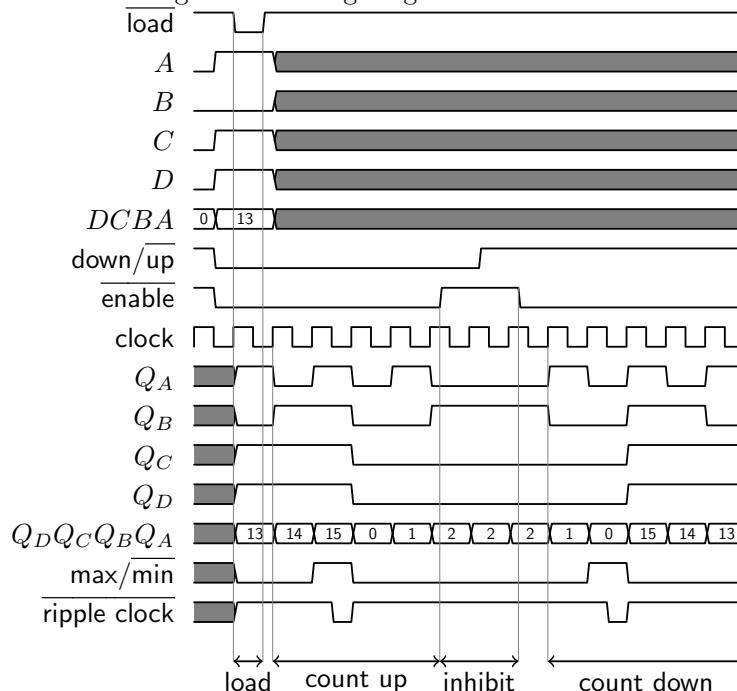 load
A
B
C
D
DCBA 0 13
down/up
enable
clock
Q_A
Q_B
Q_C
Q_D
Q_DQ_CQ_BQ_A 13 14 15 0 1 2 2 2 1 0 15 14 13
max/min
ripple clock
load count up inhibit count down